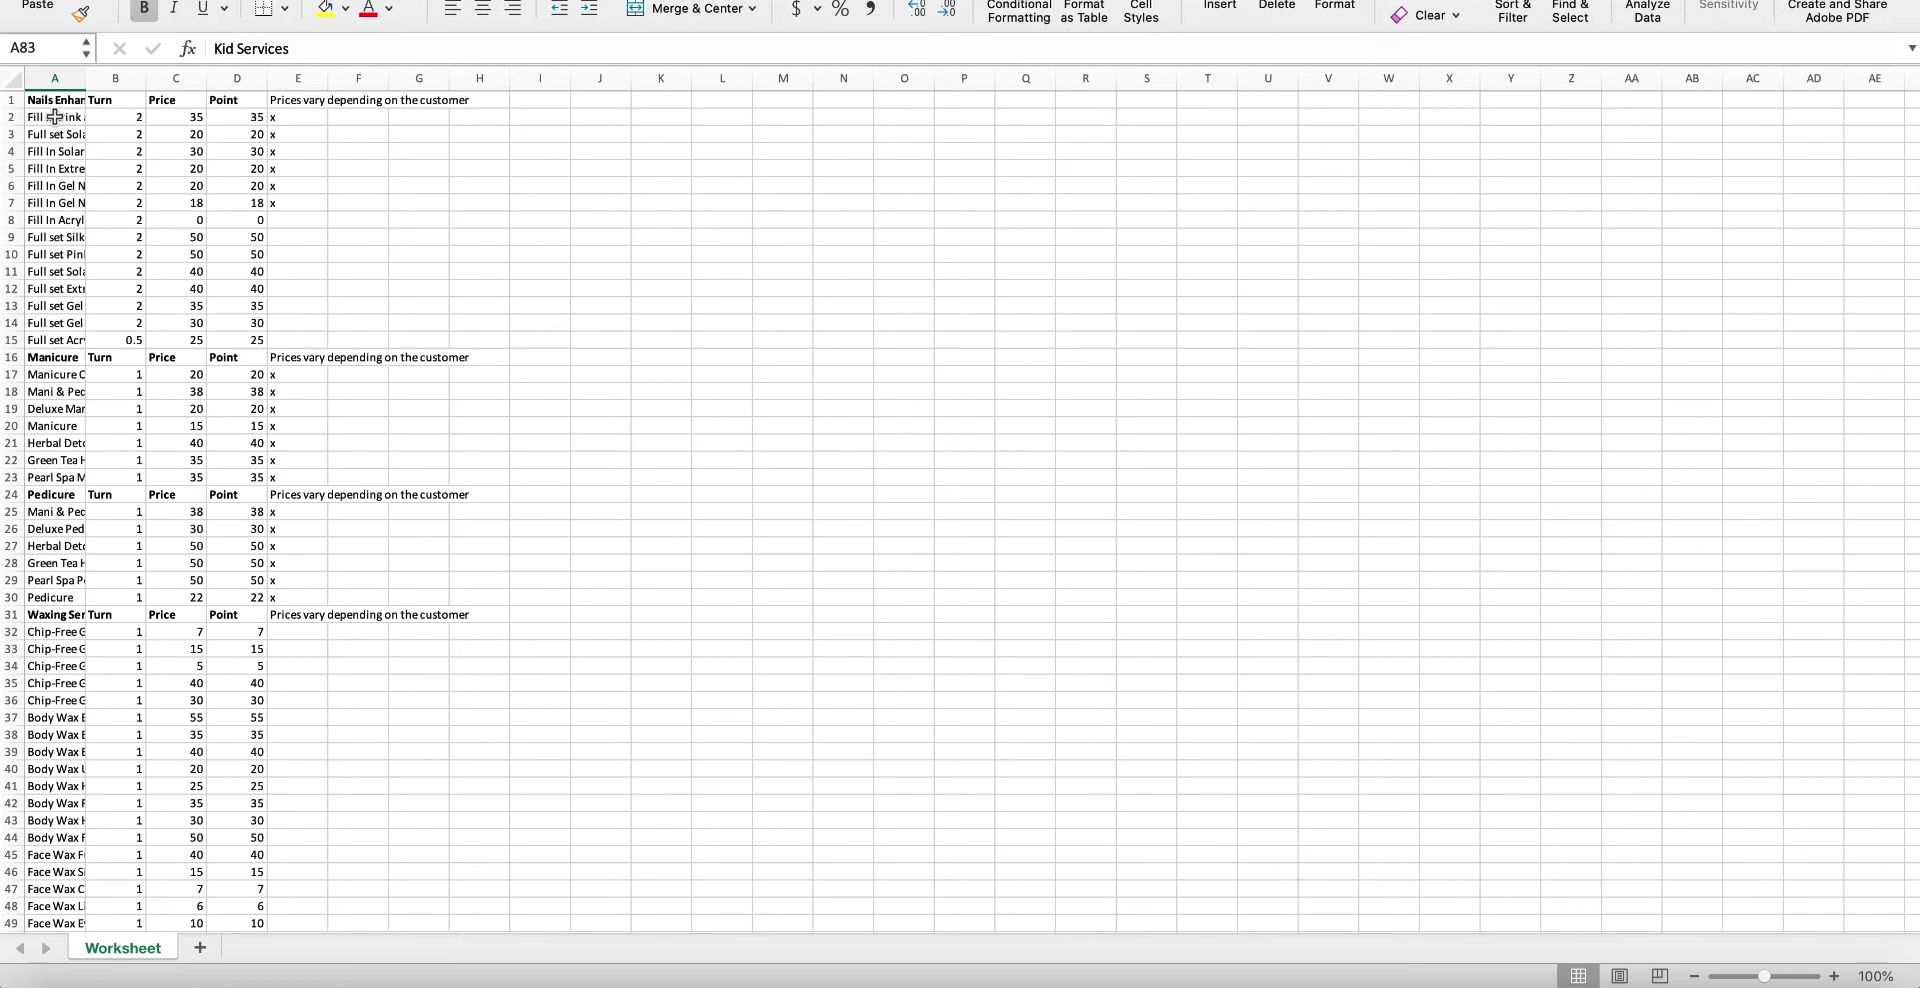 Paste B I U Merge & Center $ % Conditional Formatting Format as Table Cell Styles Insert Delete Format Clear Sort & Filter Find & Select Analyze Data Sensitivity Create and Share Adobe PDF
A83 fx Kid Services
A B C D E F G H I J K L M N O P Q R S T U V W X Y Z AA AB AC AD AE
1 Nails Enhar Turn Price Point Prices vary depending on the customer
2 Fill ink 2 35 35 x
3 Full set Sola 2 20 20 x
4 Fill In Solar 2 30 30 x
5 Fill In Extre 2 20 20 x
6 Fill In Gel N 2 20 20 x
7 Fill In Gel N 2 18 18 x
8 Fill In Acryl 2 0 0
9 Full set Silk 2 50 50
10 Full set Pin 2 50 50
11 Full set Sola 2 40 40
12 Full set Extr 2 40 40
13 Full set Gel 2 35 35
14 Full set Gel 2 30 30
15 Full set Acr 0.5 25 25
16 Manicure Turn Price Point Prices vary depending on the customer
17 Manicure C 1 20 20 x
18 Mani & Ped 1 38 38 x
19 Deluxe Mar 1 20 20 x
20 Manicure 1 15 15 x
21 Herbal Deto 1 40 40 x
22 Green Tea H 1 35 35 x
23 Pearl Spa M 1 35 35 x
24 Pedicure Turn Price Point Prices vary depending on the customer
25 Mani & Ped 1 38 38 x
26 Deluxe Ped 1 30 30 x
27 Herbal Deto 1 50 50 x
28 Green Tea H 1 50 50 x
29 Pearl Spa P 1 50 50 x
30 Pedicure 1 22 22 x
31 Waxing Ser Turn Price Point Prices vary depending on the customer
32 Chip-Free G 1 7 7
33 Chip-Free G 1 15 15
34 Chip-Free G 1 5 5
35 Chip-Free G 1 40 40
36 Chip-Free G 1 30 30
37 Body Wax B 1 55 55
38 Body Wax B 1 35 35
39 Body Wax B 1 40 40
40 Body Wax U 1 20 20
41 Body Wax H 1 25 25
42 Body Wax F 1 35 35
43 Body Wax H 1 30 30
44 Body Wax F 1 50 50
45 Face Wax F 1 40 40
46 Face Wax Si 1 15 15
47 Face Wax C 1 7 7
48 Face Wax Li 1 6 6
49 Face Wax E 1 10 10
Worksheet
100%